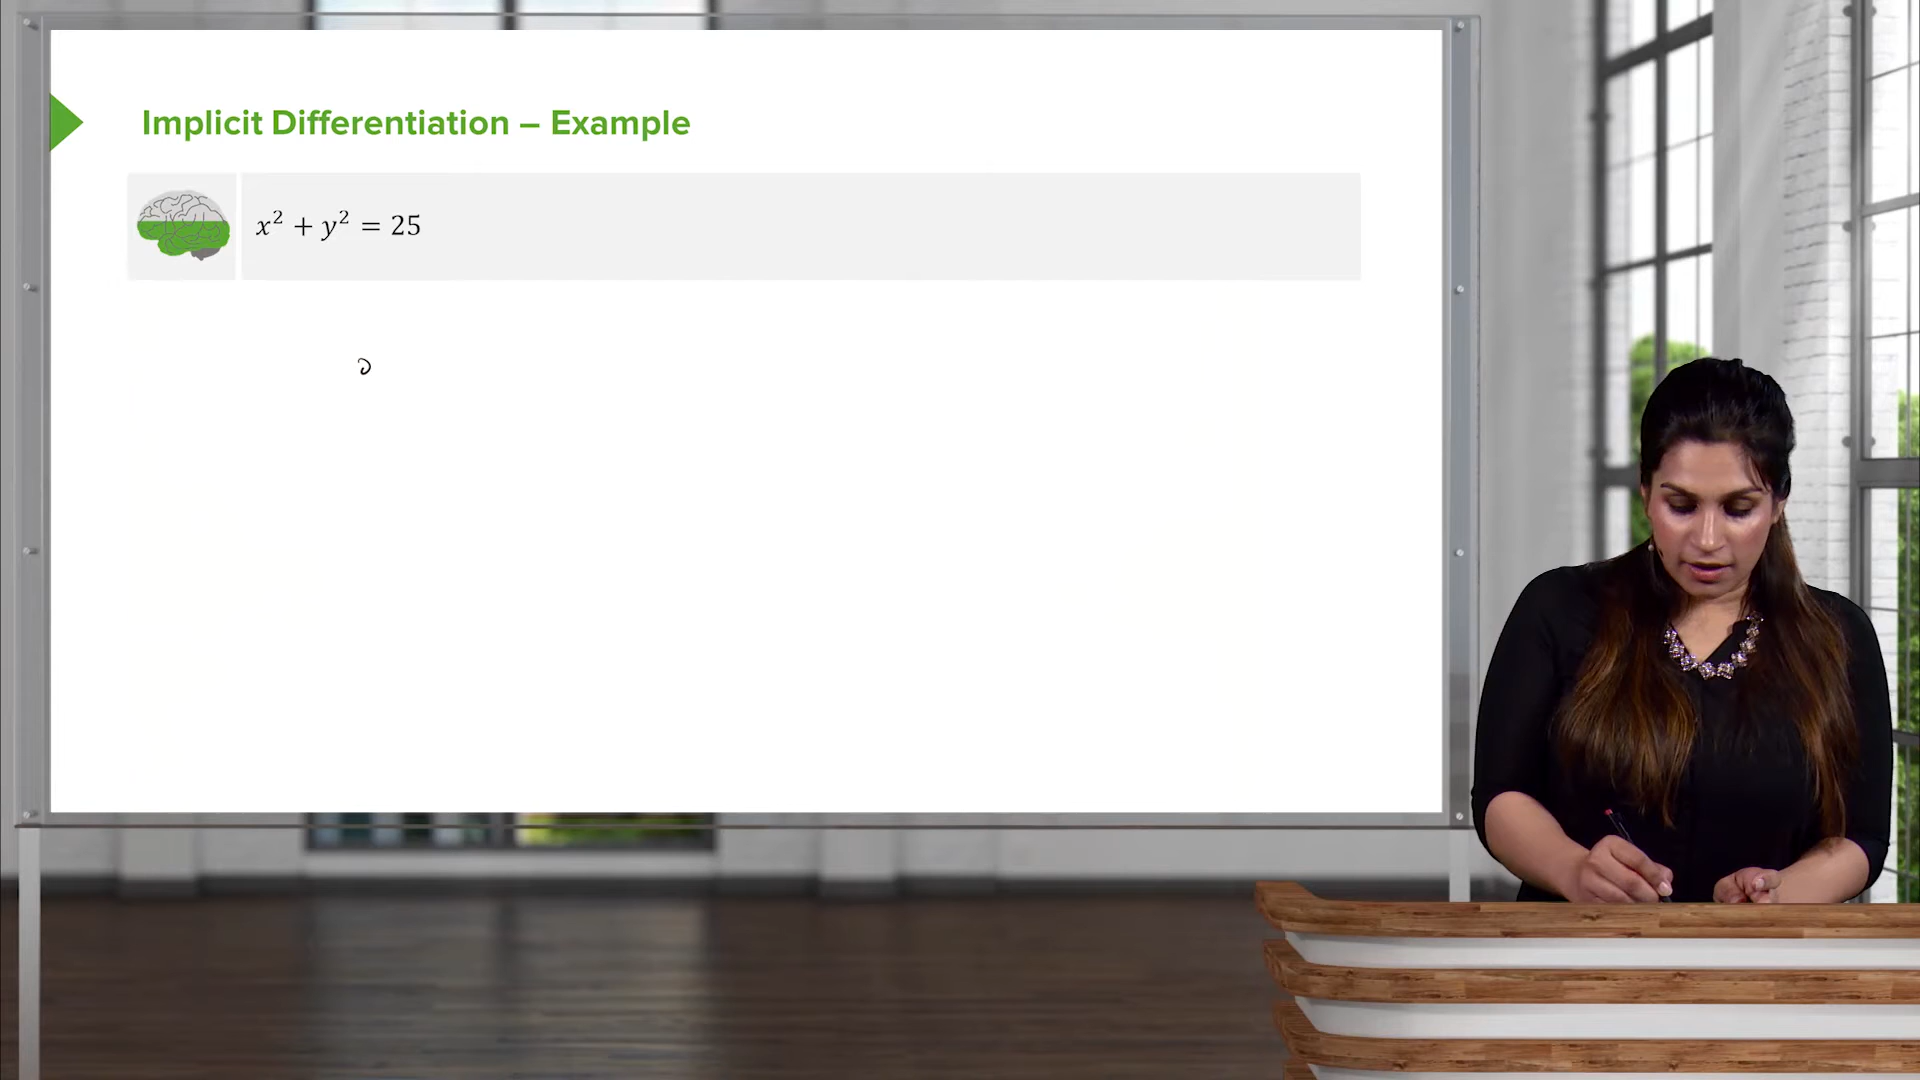 Implicit Differentiation – Example
x² + y² = 25